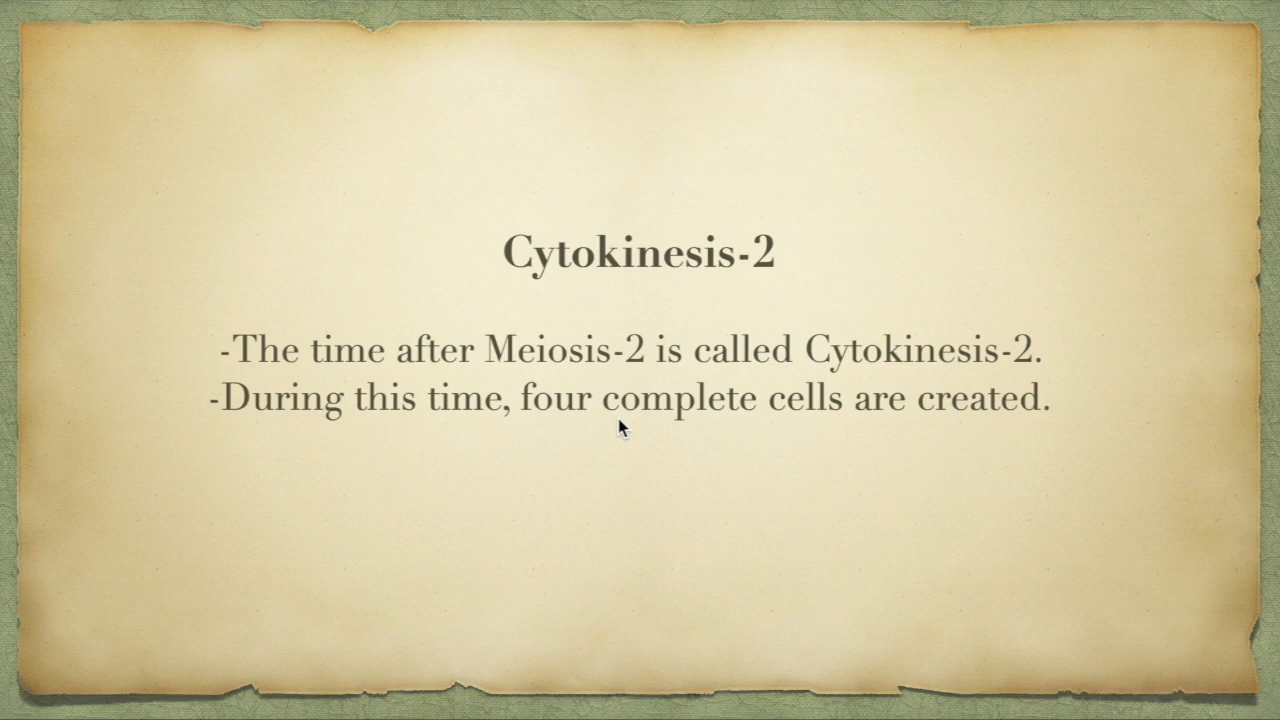 Cytokinesis-2
-The time after Meiosis-2 is called Cytokinesis-2.
-During this time, four complete cells are created.